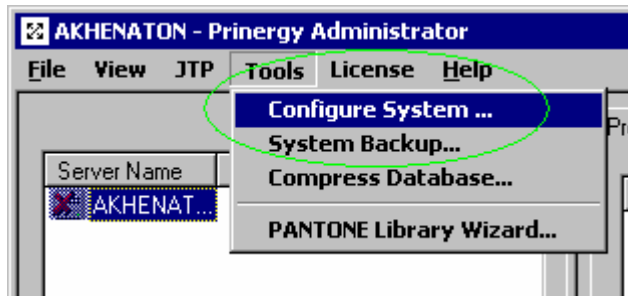 AKHENATON - Prinergy Administrator
File View JTP Tools License Help
Configure System ...
System Backup...
Server Name
Compress Database...
AKHENAT...
PANTONE Library Wizard...